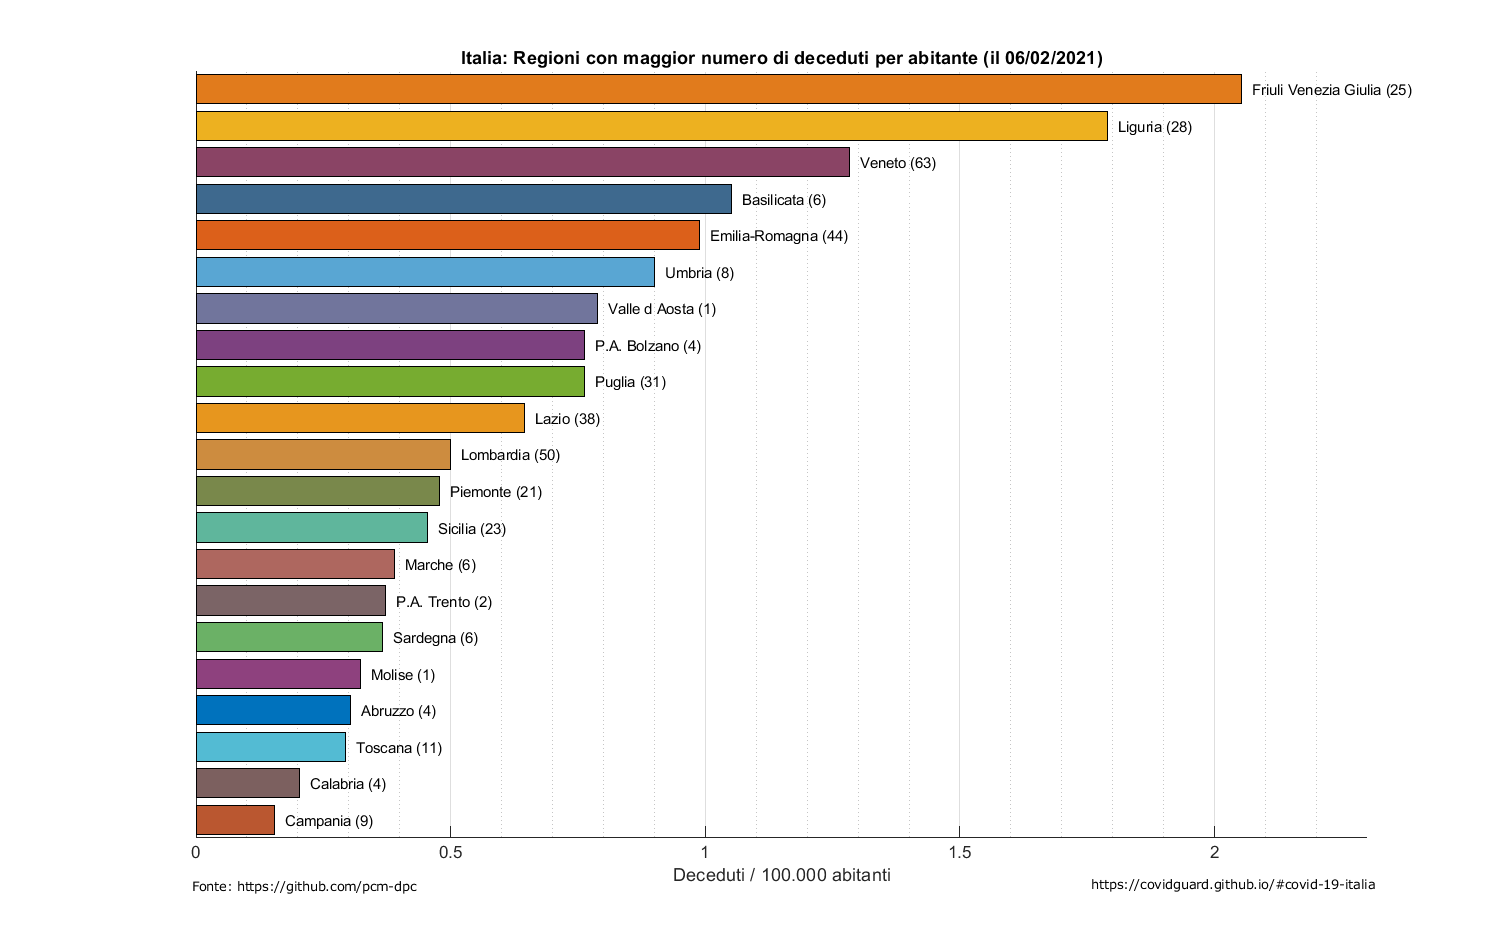 Italia: Regioni con maggior numero di deceduti per abitante (il 06/02/2021)
Friuli Venezia Giulia (25)
Liguria (28)
Veneto (63)
Basilicata (6)
Emilia-Romagna (44)
Umbria (8)
Valle d Aosta (1)
P.A. Bolzano (4)
Puglia (31)
Lazio (38)
Lombardia (50)
Piemonte (21)
Sicilia (23)
Marche (6)
P.A. Trento (2)
Sardegna (6)
Molise (1)
Abruzzo (4)
Toscana (11)
Calabria (4)
Campania (9)
0 0.5 1 1.5 2
Deceduti / 100.000 abitanti
Fonte: https://github.com/pcm-dpc
https://covidguard.github.io/#covid-19-italia